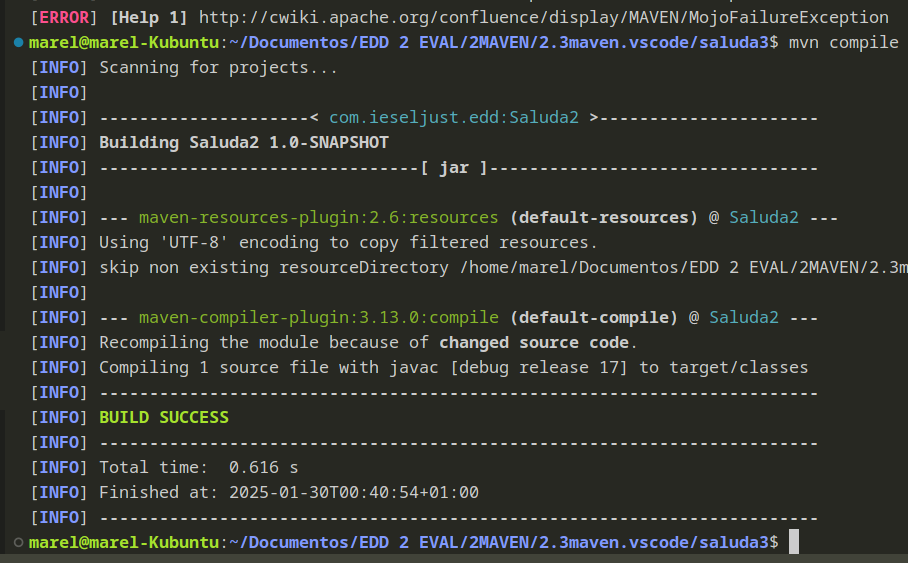 [ERROR] [Help 1] http://cwiki.apache.org/confluence/display/MAVEN/MojoFailureException
marel@marel-Kubuntu:~/Documentos/EDD 2 EVAL/2MAVEN/2.3maven.vscode/saluda3$ mvn compile
[INFO] Scanning for projects...
[INFO]
[INFO] ---------------------< com.ieseljust.edd:Saluda2 >----------------------
[INFO] Building Saluda2 1.0-SNAPSHOT
[INFO] --------------------------------[ jar ]---------------------------------
[INFO]
[INFO] --- maven-resources-plugin:2.6:resources (default-resources) @ Saluda2 ---
[INFO] Using 'UTF-8' encoding to copy filtered resources.
[INFO] skip non existing resourceDirectory /home/marel/Documentos/EDD 2 EVAL/2MAVEN/2.3m
[INFO]
[INFO] --- maven-compiler-plugin:3.13.0:compile (default-compile) @ Saluda2 ---
[INFO] Recompiling the module because of changed source code.
[INFO] Compiling 1 source file with javac [debug release 17] to target/classes
[INFO] ------------------------------------------------------------------------
[INFO] BUILD SUCCESS
[INFO] ------------------------------------------------------------------------
[INFO] Total time:  0.616 s
[INFO] Finished at: 2025-01-30T00:40:54+01:00
[INFO] ------------------------------------------------------------------------
marel@marel-Kubuntu:~/Documentos/EDD 2 EVAL/2MAVEN/2.3maven.vscode/saluda3$